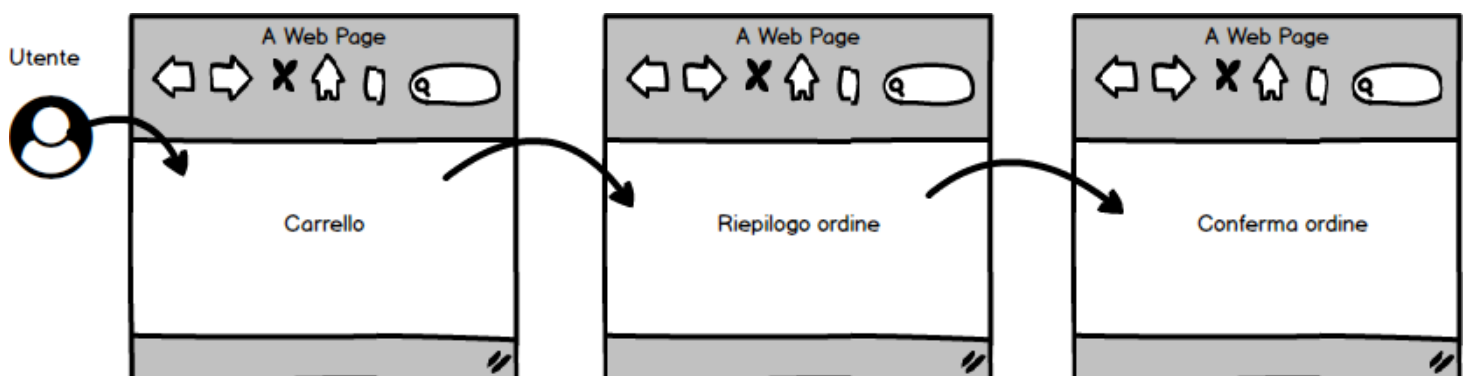 Utente
A Web Page
Carrello
A Web Page
Riepilogo ordine
A Web Page
Conferma ordine